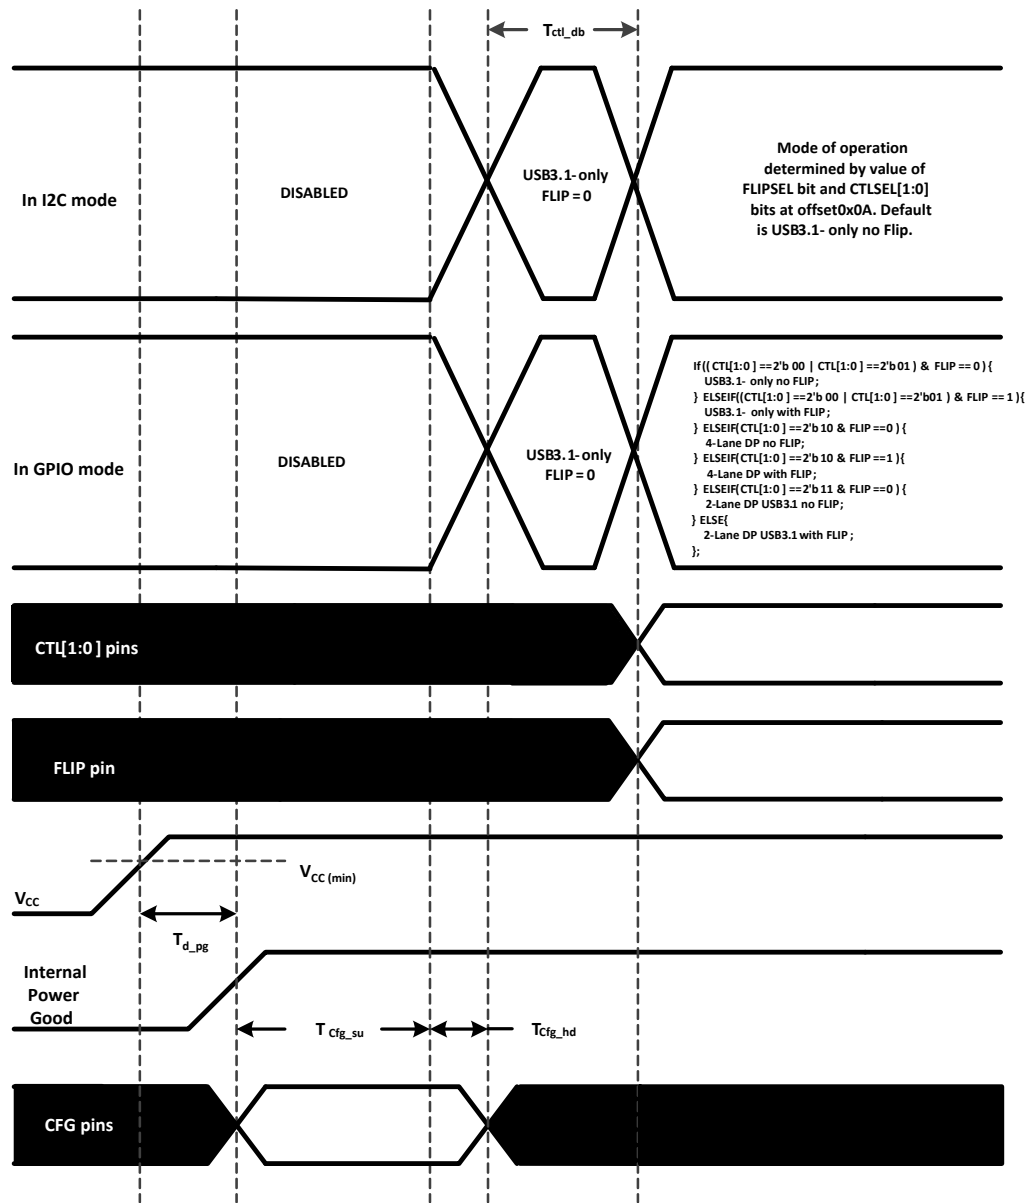 Tctl_db
In I2C mode
DISABLED
USB3.1- only
FLIP = 0
Mode of operation
determined by value of
FLIPSEL bit and CTLSEL[1:0]
bits at offset0x0A. Default
is USB3.1- only no Flip.
In GPIO mode
DISABLED
USB3.1- only
FLIP = 0
If (( CTL[1:0 ] ==2'b 00 | CTL[1:0 ] ==2'b 01 ) & FLIP == 0 ) {
USB3.1- only no FLIP ;
} ELSEIF((CTL[1:0 ] ==2'b 00 | CTL[1:0 ] ==2'b01 ) & FLIP == 1 ){
USB3.1- only with FLIP ;
} ELSEIF(CTL[1:0 ] ==2'b 10 & FLIP ==0 ) {
4-Lane DP no FLIP;
} ELSEIF(CTL[1:0 ] ==2'b 10 & FLIP ==1 ){
4-Lane DP with FLIP;
} ELSEIF(CTL[1:0 ] ==2'b 11 & FLIP ==0 ) {
2-Lane DP USB3.1 no FLIP;
} ELSE{
2-Lane DP USB3.1 with FLIP ;
};
CTL[1:0 ] pins
FLIP pin
VCC (min)
VCC
Td_pg
Internal
Power
Good
T Cfg_su
TCfg_hd
CFG pins